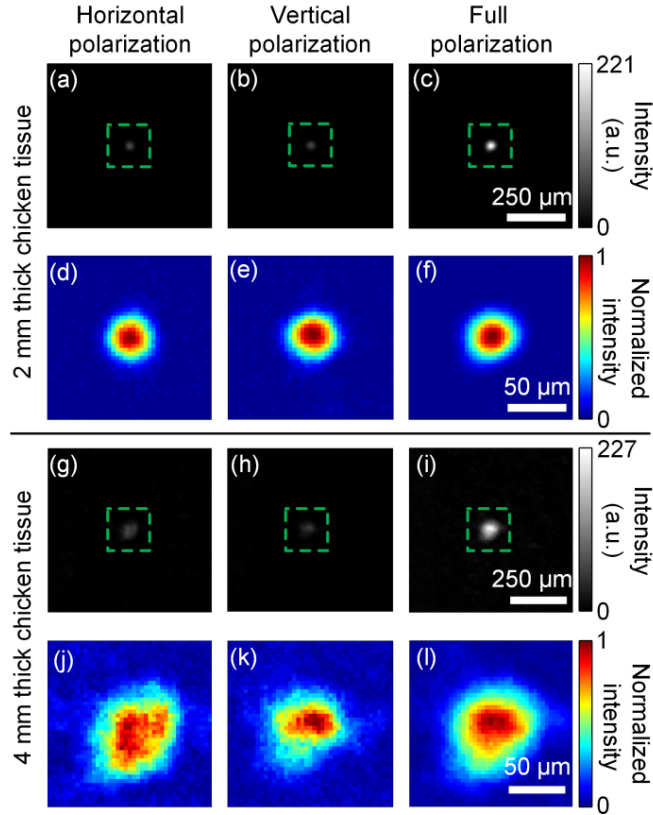 Horizontal polarization
Vertical polarization
Full polarization
2 mm thick chicken tissue
(a)
(b)
(c)
250 µm
221
0
Intensity (a.u.)
(d)
(e)
(f)
50 µm
1
0
Normalized intensity
4 mm thick chicken tissue
(g)
(h)
(i)
250 µm
227
0
Intensity (a.u.)
(j)
(k)
(l)
50 µm
1
0
Normalized intensity